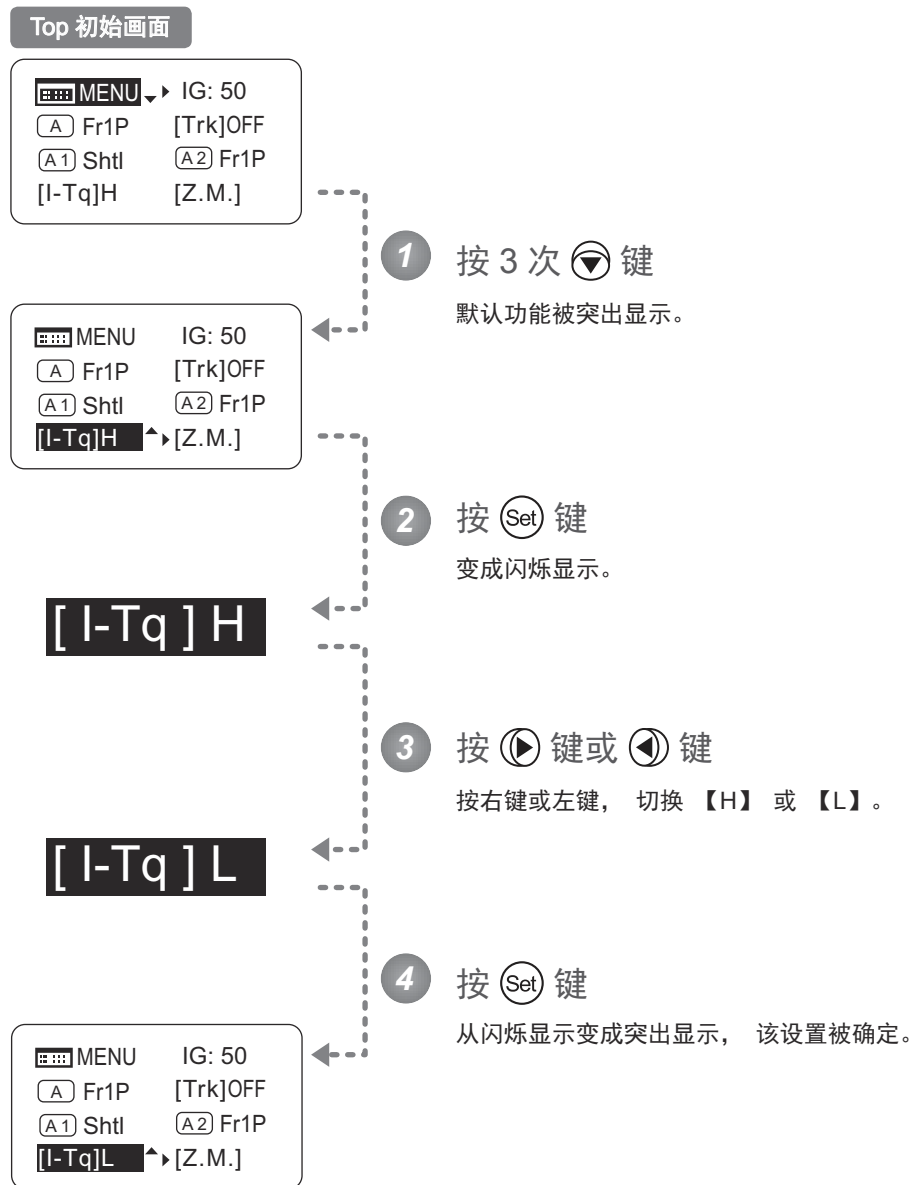 Top 初始画面
MENU IG: 50
A Fr1P [Trk]OFF
A1 Shtl A2 Fr1P
[I-Tq]H [Z.M.]
1 按 3 次 键
默认功能被突出显示。
MENU IG: 50
A Fr1P [Trk]OFF
A1 Shtl A2 Fr1P
[I-Tq]H [Z.M.]
2 按 Set 键
变成闪烁显示。
[ I-Tq ] H
3 按 键或 键
按右键或左键， 切换 【H】 或 【L】。
[ I-Tq ] L
4 按 Set 键
从闪烁显示变成突出显示， 该设置被确定。
MENU IG: 50
A Fr1P [Trk]OFF
A1 Shtl A2 Fr1P
[I-Tq]L [Z.M.]